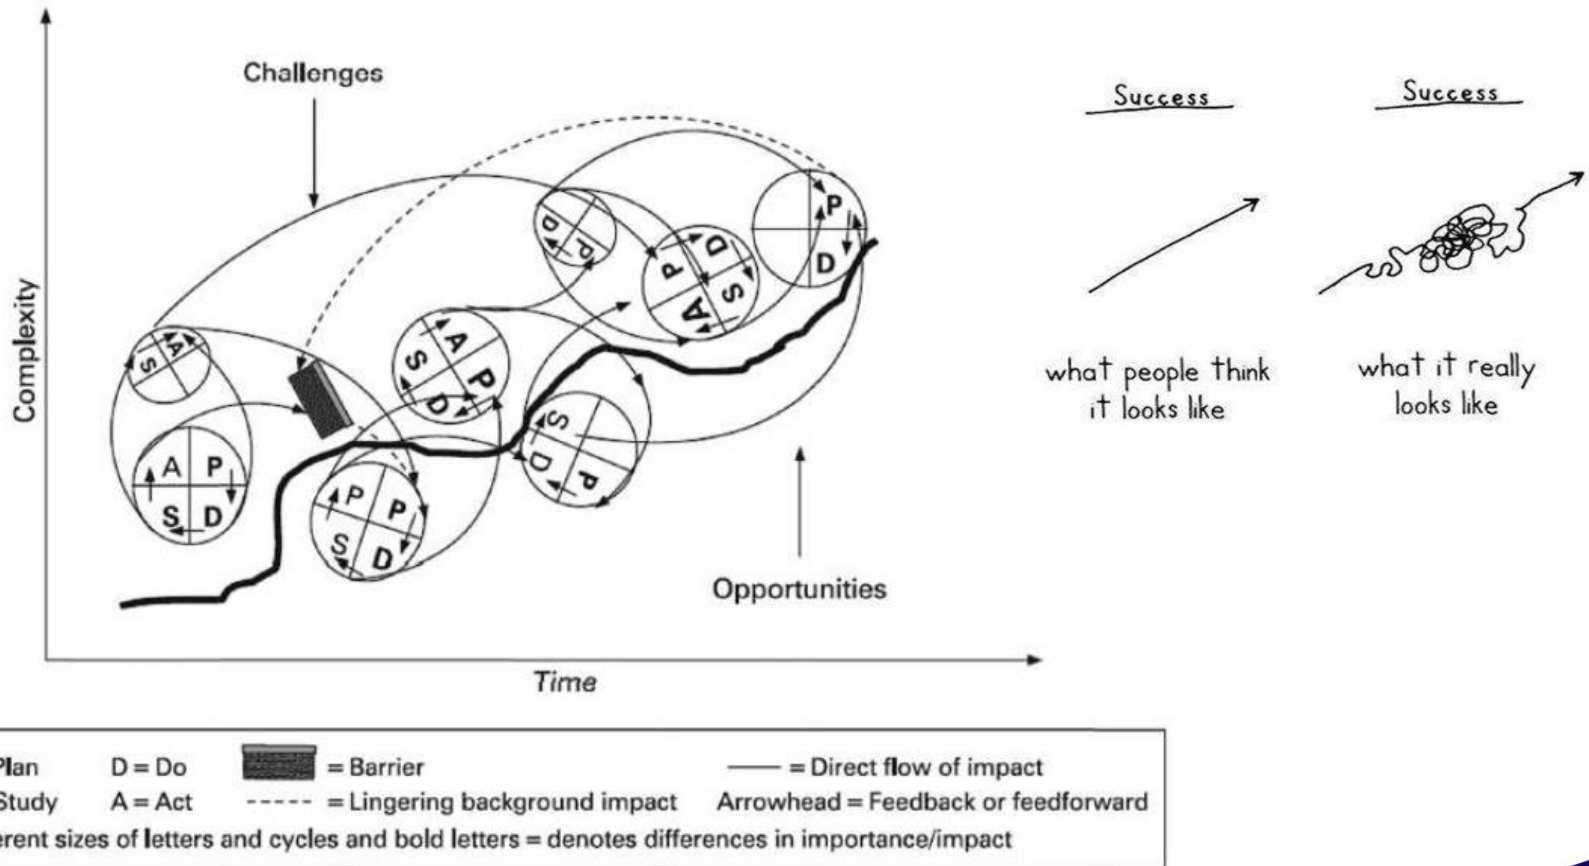 Challenges
Complexity
A
S
A
P
S
D
P
P
S
D
A
S
P
D
D
P
S
D
P
P
D
S
A
P
D
Opportunities
Time
Success
what people think
it looks like
Success
what it really
looks like
Plan D = Do = Barrier = Direct flow of impact
Study A = Act = Lingering background impact Arrowhead = Feedback or feedforward
sizes of letters and cycles and bold letters = denotes differences in importance/impact